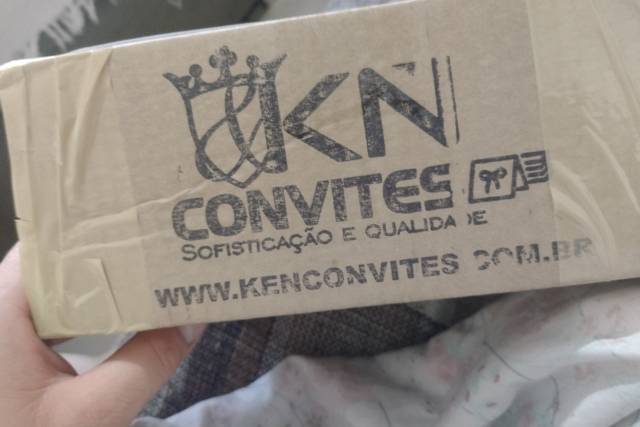 KN
CONVITES
SOFISTICAÇÃO E QUALIDADE
WWW.KENCONVITES.COM.BR